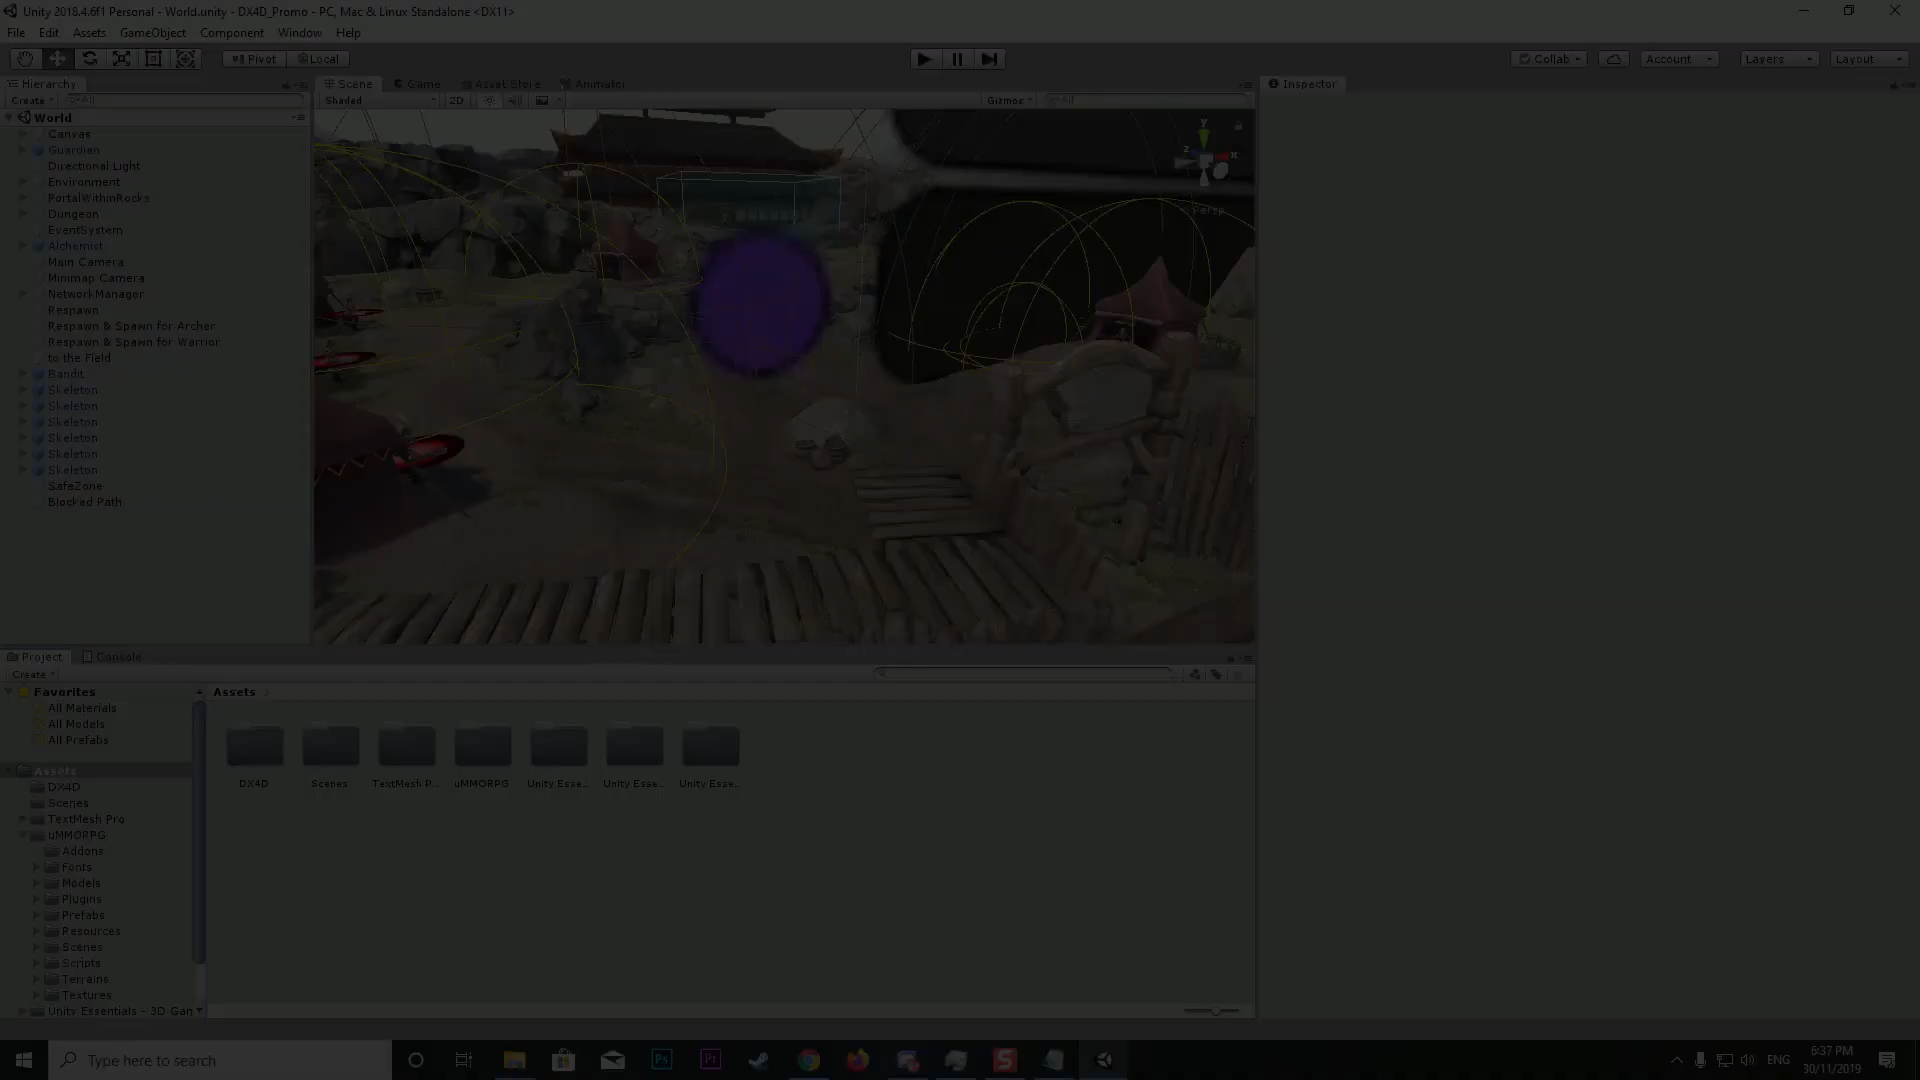 Unity 2018.4.6f1 Personal - World.unity - DX4D_Promo - PC, Mac & Linux Standalone <DX11>
File Edit Assets GameObject Component Window Help
Pivot Local Collab Account Layers Layout
Hierarchy
Create All
World
Canvas
Guardian
Directional Light
Environment
PortalWithinRocks
Dungeon
EventSystem
Alchemist
Main Camera
Minimap Camera
NetworkManager
Respawn
Respawn & Spawn for Archer
Respawn & Spawn for Warrior
to the Field
Bandit
Skeleton
Skeleton
Skeleton
Skeleton
Skeleton
Skeleton
SafeZone
Blocked Path
Scene Game Asset Store Animator
Shaded 2D Gizmos All
y
z x
Persp
Inspector
Project Console
Create
Favorites
All Materials
All Models
All Prefabs
Assets
DX4D
Scenes
TextMesh Pro
uMMORPG
Addons
Fonts
Models
Plugins
Prefabs
Resources
Scenes
Scripts
Terrains
Textures
Unity Essentials - 3D Gan
Assets
DX4D Scenes TextMesh P... uMMORPG Unity Esse... Unity Esse... Unity Esse...
Type here to search
Ps Pr S
ENG
6:37 PM
30/11/2019